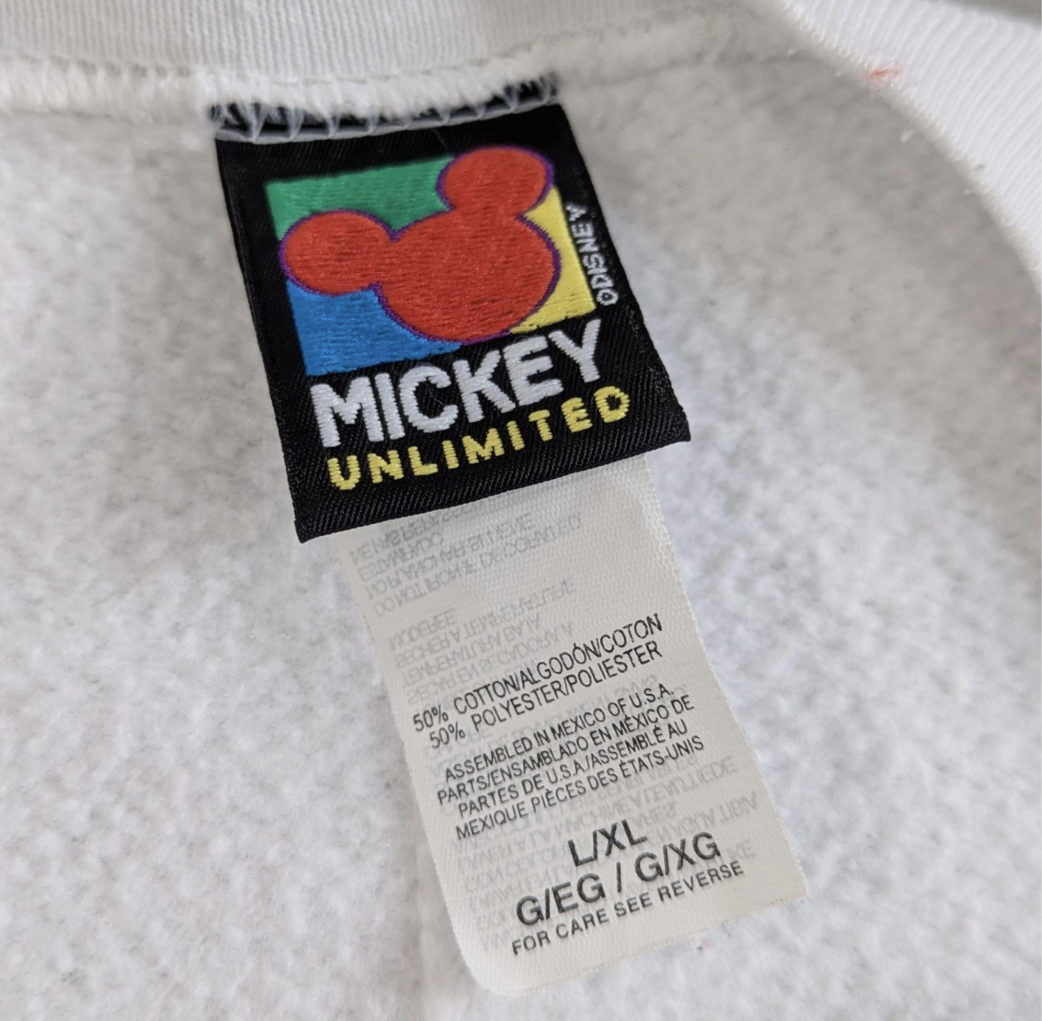 ©DISNEY
MICKEY
UNLIMITED
50% COTTON/ALGODÓN/COTON
50% POLYESTER/POLIESTER
ASSEMBLED IN MEXICO OF U.S.A.
PARTS/ENSAMBLADO EN MÉXICO DE
PARTES DE U.S.A./ASSEMBLÉ AU
MEXIQUE PIÈCES DES ÉTATS-UNIS
L/XL
G/EG / G/XG
FOR CARE SEE REVERSE